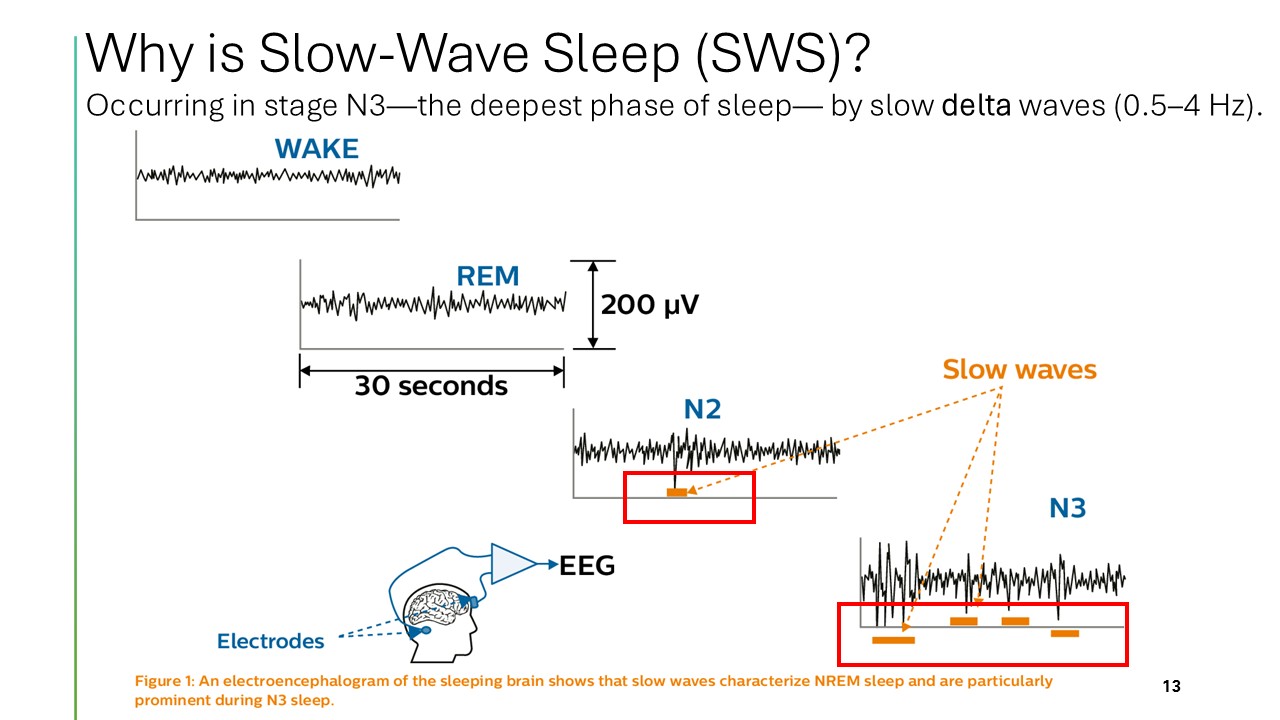 Why is Slow-Wave Sleep (SWS)?
Occurring in stage N3—the deepest phase of sleep— by slow delta waves (0.5–4 Hz).
WAKE
REM
200 µV
30 seconds
Slow waves
N2
N3
EEG
Electrodes
Figure 1: An electroencephalogram of the sleeping brain shows that slow waves characterize NREM sleep and are particularly
prominent during N3 sleep.
13